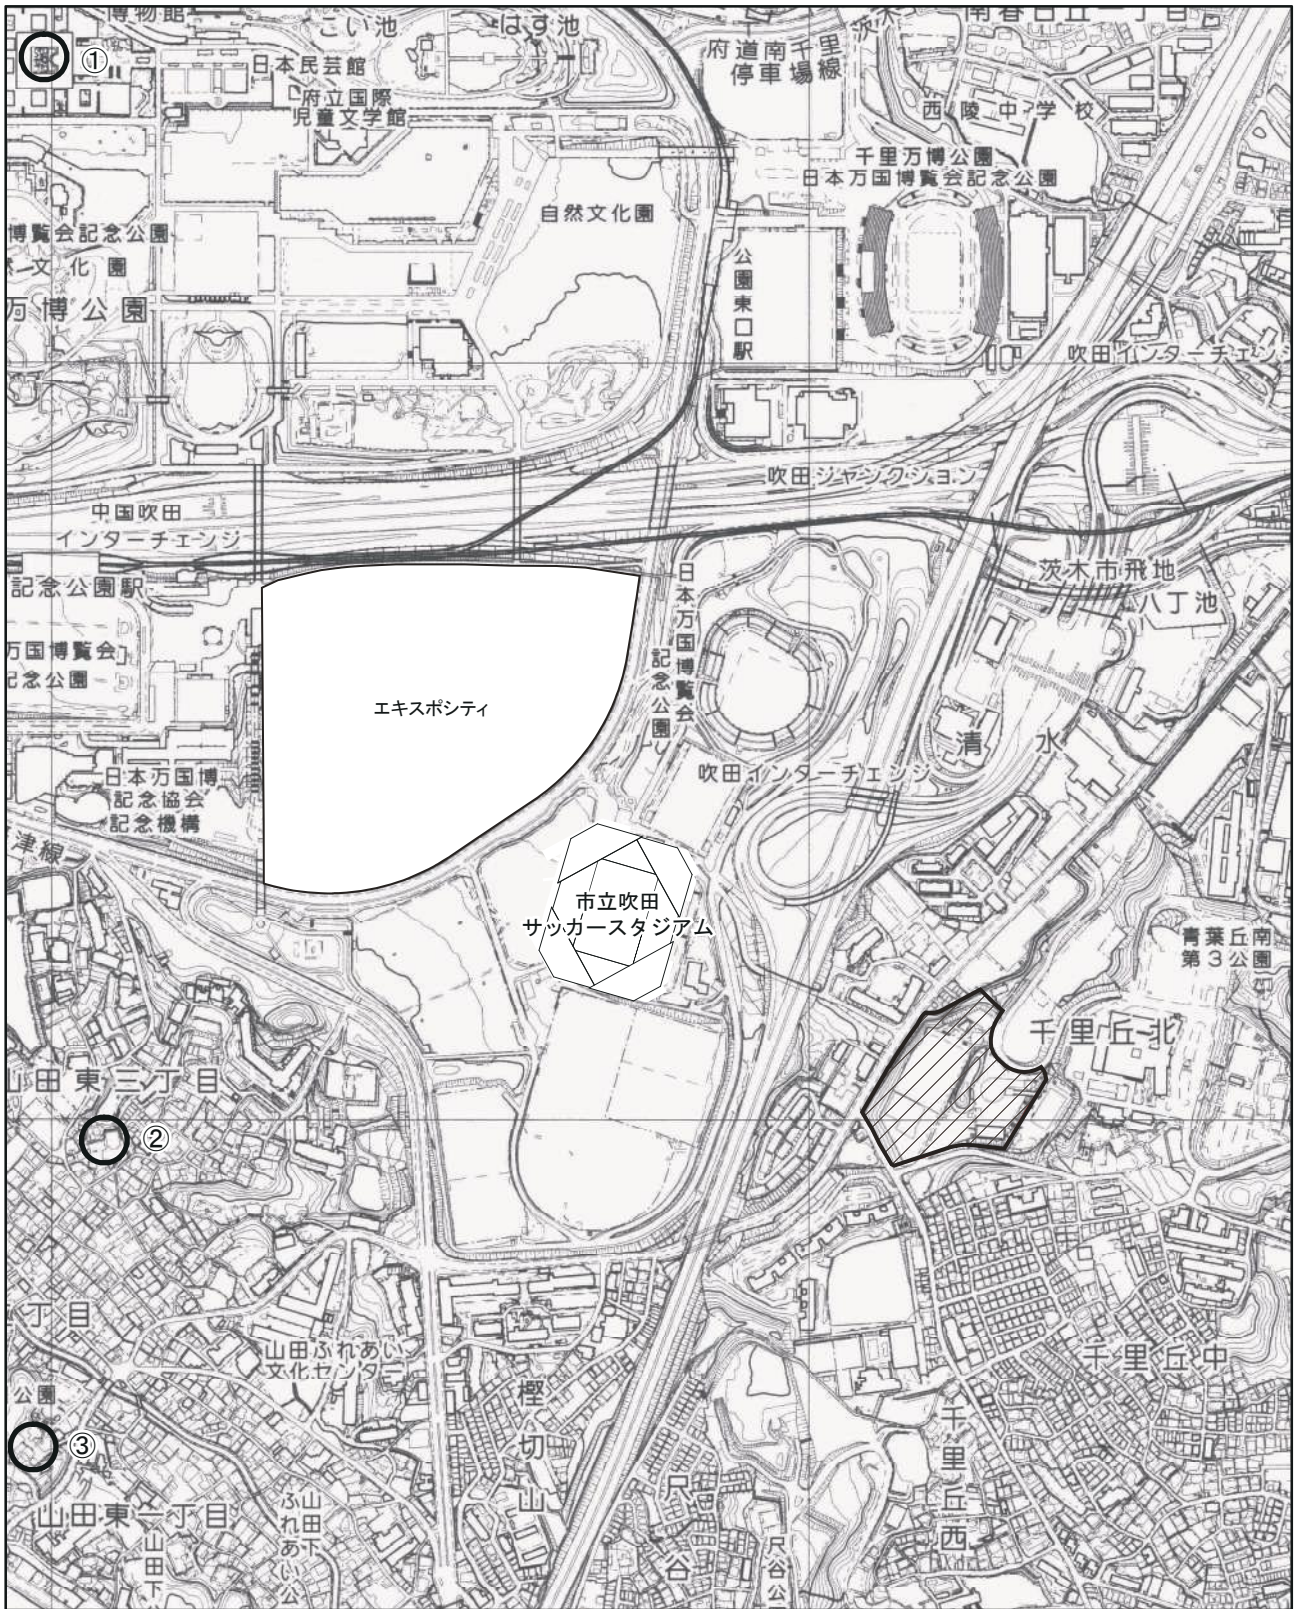 博物館
こい池
はす池
①
日本民芸館
府立国際
児童文学館
府道南千里
停車場線
茨木
南春日丘一丁目
西陵中学校
千里万博公園
日本万国博覧会記念公園
自然文化園
博覧会記念公園
然文化園
万博公園
公園東口駅
吹田インターチェンジ
吹田ジャンクション
中国吹田
インターチェンジ
記念公園駅
万国博覧会
記念公園
エキスポシティ
日本万国博覧会
記念公園
茨木市飛地
八丁池
清水
吹田インターチェンジ
日本万国博
記念協会
記念機構
津線
市立吹田
サッカースタジアム
青葉丘南
第3公園
千里丘北
山田東三丁目
②
丁目
山田ふれあい
文化センタ
千里丘中
公園
③
樫切山
千里丘西
山田東一丁目
山田下
山田下
ふれあい公
尺谷
尺谷公